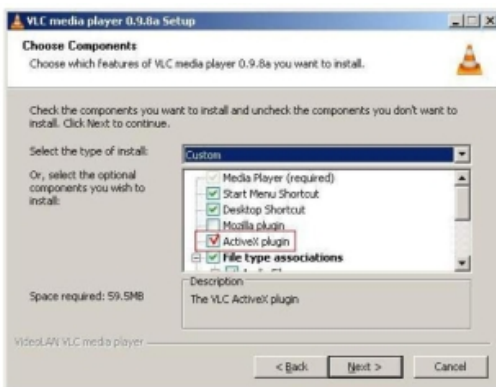 VLC media player 0.9.8a Setup
Choose Components
Choose which features of VLC media player 0.9.8a you want to install.
Check the components you want to install and uncheck the components you don't want to
install. Click Next to continue.
Select the type of install:
Custom
Or, select the optional
components you wish to
install:
Media Player (required)
Start Menu Shortcut
Desktop Shortcut
Mozilla plugin
ActiveX plugin
File type associations
Space required: 59.5MB
Description
The VLC ActiveX plugin
VideoLAN VLC media player
< Back
Next >
Cancel